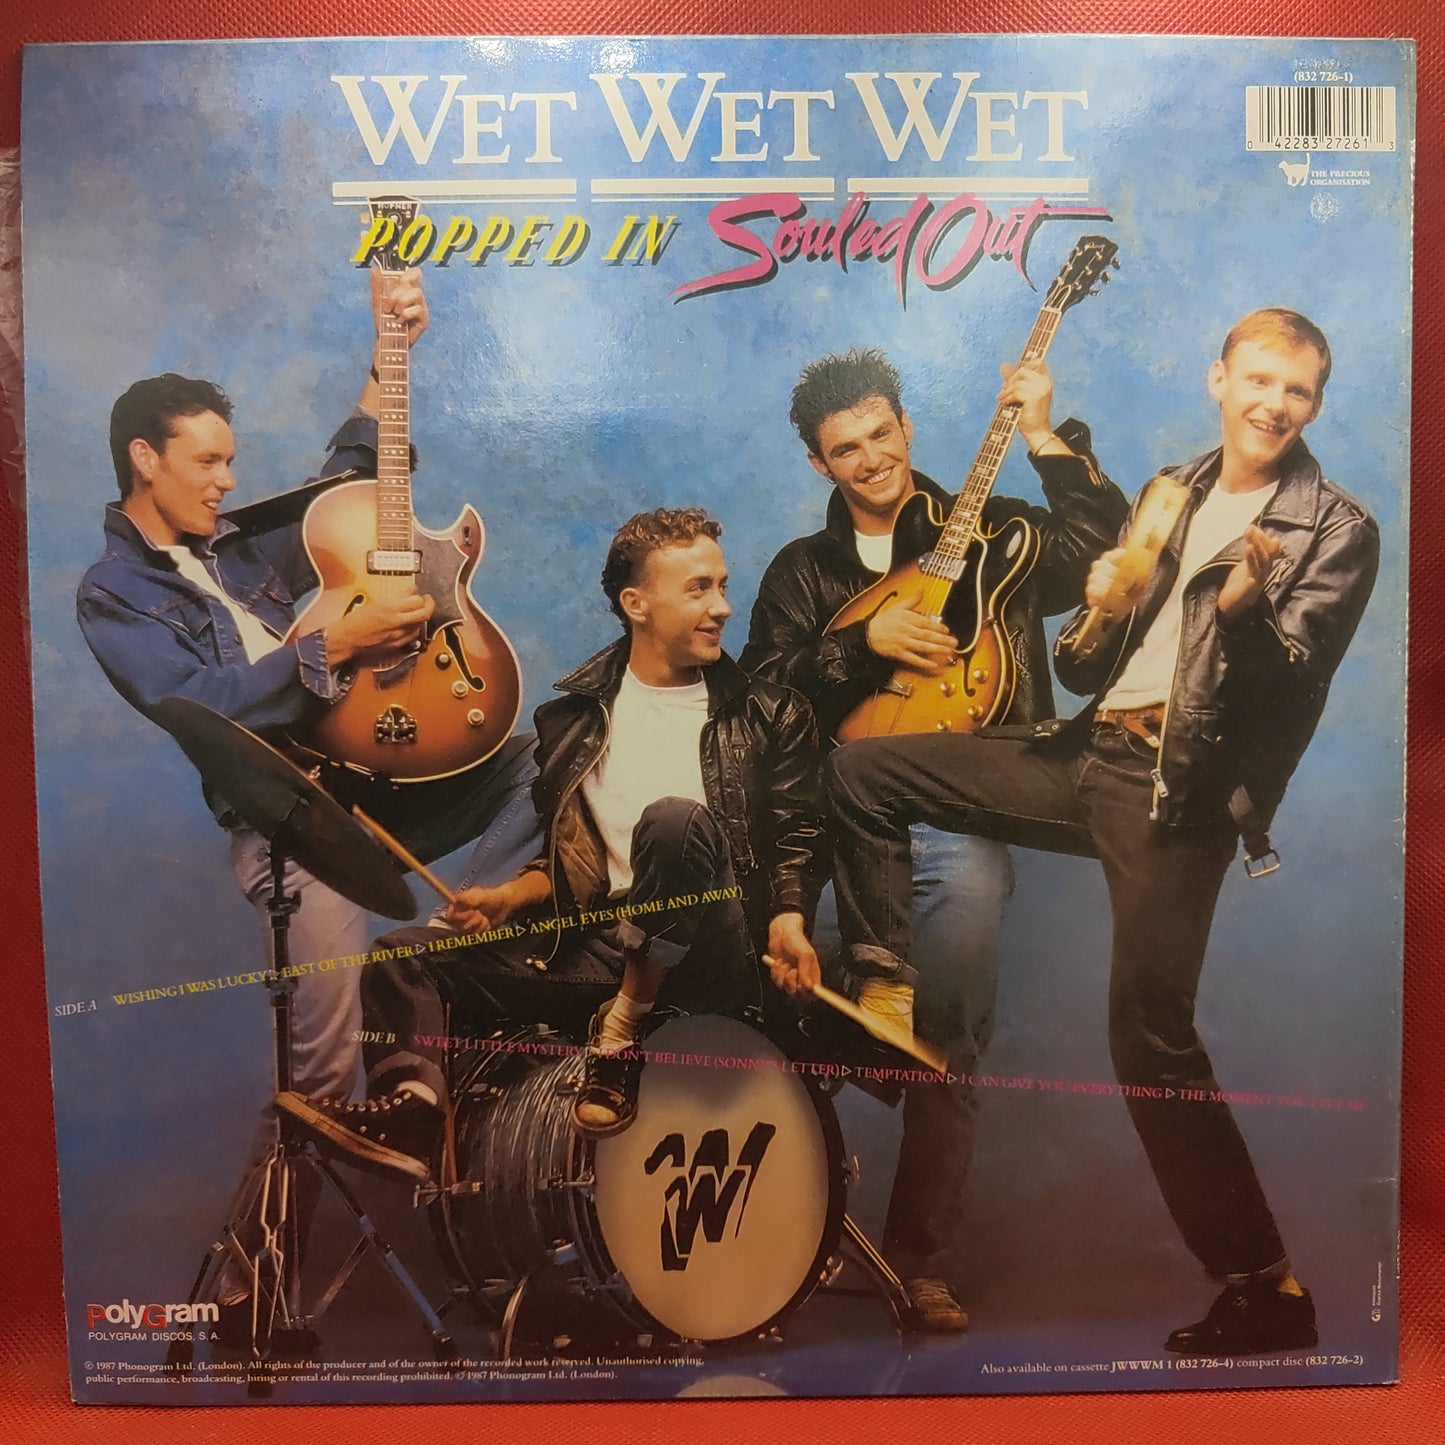 WET WET WET
POPPED IN Souled Out
(832 726-1)
0 42283 27261 3
THE PRECIOUS
ORGANISATION
HOFNER
SIDE A WISHING I WAS LUCKY ▷ EAST OF THE RIVER ▷ I REMEMBER ▷ ANGEL EYES (HOME AND AWAY)
SIDE B SWEET LITTLE MYSTERY ▷ I DON'T BELIEVE (SONNY'S LETTER) ▷ TEMPTATION ▷ I CAN GIVE YOU EVERYTHING ▷ THE MOMENT YOU LEFT ME
PolyGram
POLYGRAM DISCOS, S.A.
℗ 1987 Phonogram Ltd. (London). All rights of the producer and of the owner of the recorded work reserved. Unauthorised copying,
public performance, broadcasting, hiring or rental of this recording prohibited. © 1987 Phonogram Ltd. (London).
Also available on cassette JWWWM 1 (832 726-4) compact disc (832 726-2)